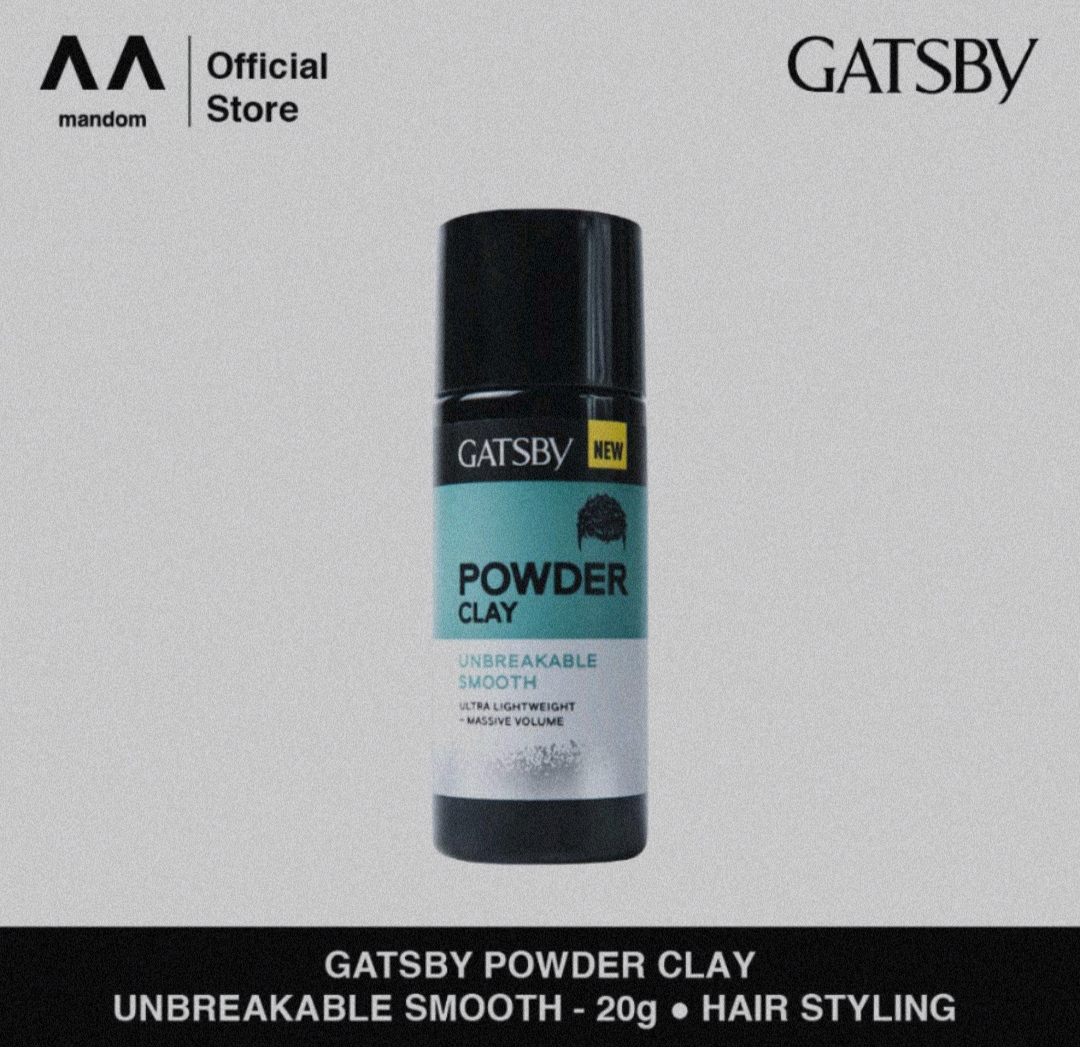 mandom
Official
Store
GATSBY
GATSBY
NEW
POWDER
CLAY
UNBREAKABLE
SMOOTH
ULTRA LIGHTWEIGHT
- MASSIVE VOLUME
GATSBY POWDER CLAY
UNBREAKABLE SMOOTH - 20g ● HAIR STYLING